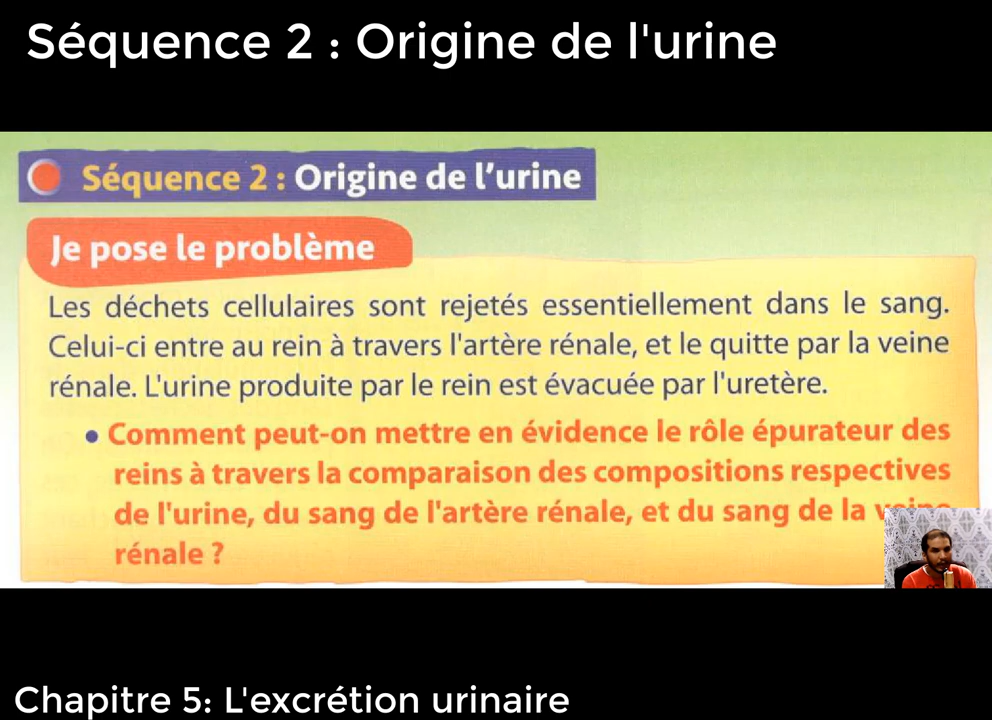 Séquence 2 : Origine de l'urine
Séquence 2 : Origine de l'urine
Je pose le problème
Les déchets cellulaires sont rejetés essentiellement dans le sang.
Celui-ci entre au rein à travers l'artère rénale, et le quitte par la veine
rénale. L'urine produite par le rein est évacuée par l'uretère.
• Comment peut-on mettre en évidence le rôle épurateur des
reins à travers la comparaison des compositions respectives
de l'urine, du sang de l'artère rénale, et du sang de la veine
rénale ?
Chapitre 5: L'excrétion urinaire